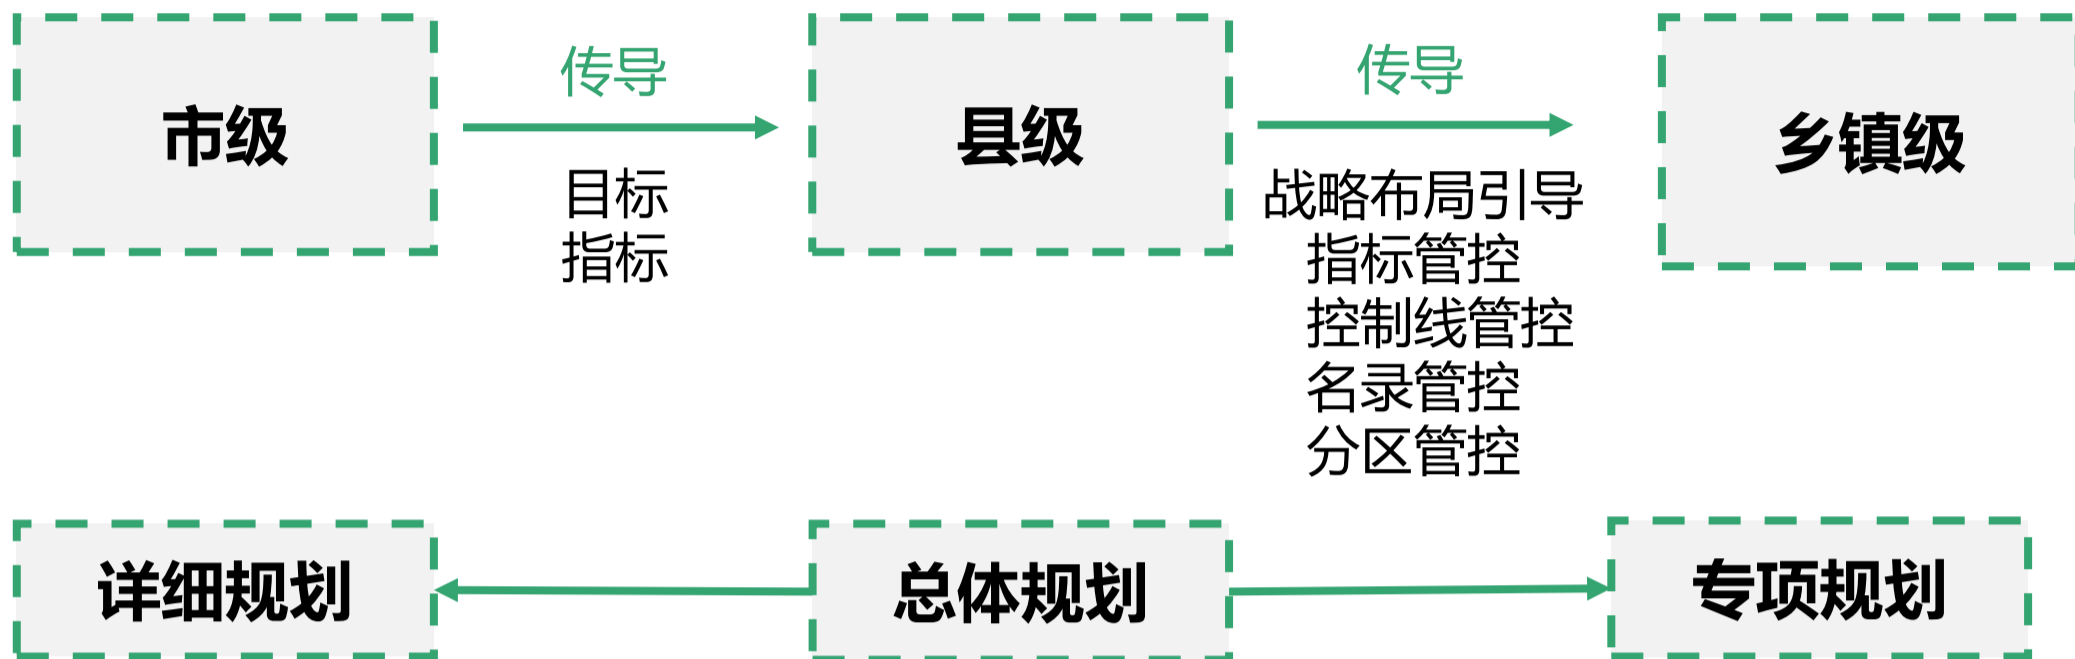 市级
传导
目标
指标
县级
传导
战略布局引导
指标管控
控制线管控
名录管控
分区管控
乡镇级
详细规划
总体规划
专项规划